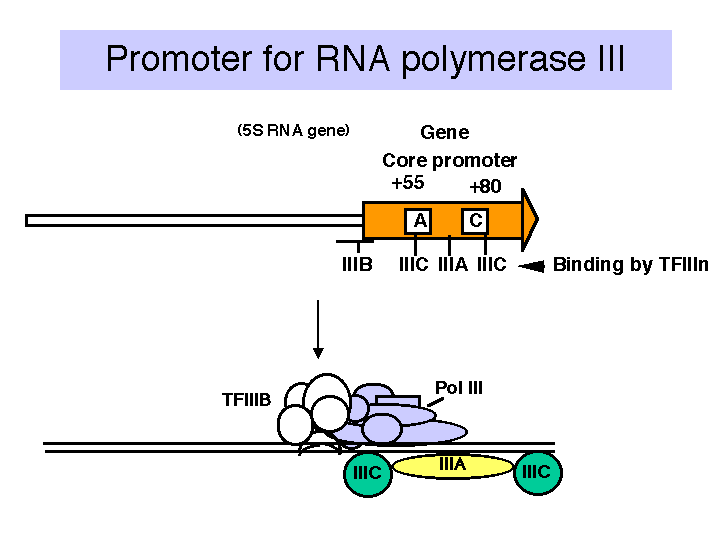 Promoter for RNA polymerase III
(5S RNA gene)
Gene
Core promoter
+55
+80
A
C
IIIB
IIIC
IIIA
IIIC
Binding by TFIIIn
TFIIIB
Pol III
IIIC
IIIA
IIIC